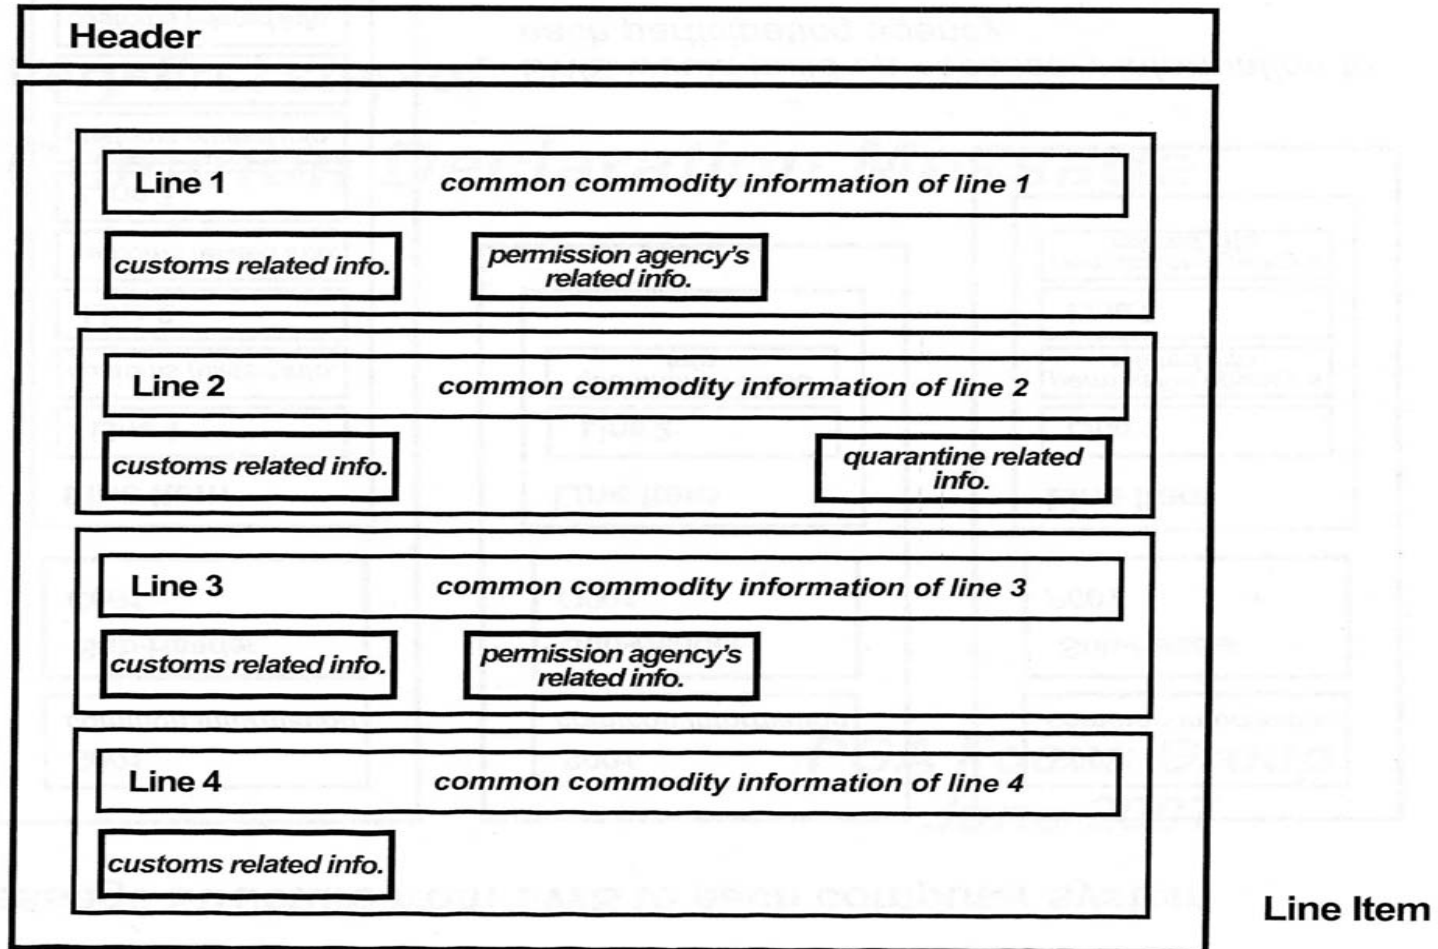 Header
Line 1 common commodity information of line 1
customs related info. permission agency's
related info.
Line 2 common commodity information of line 2
customs related info. quarantine related
info.
Line 3 common commodity information of line 3
customs related info. permission agency's
related info.
Line 4 common commodity information of line 4
customs related info.
Line Item